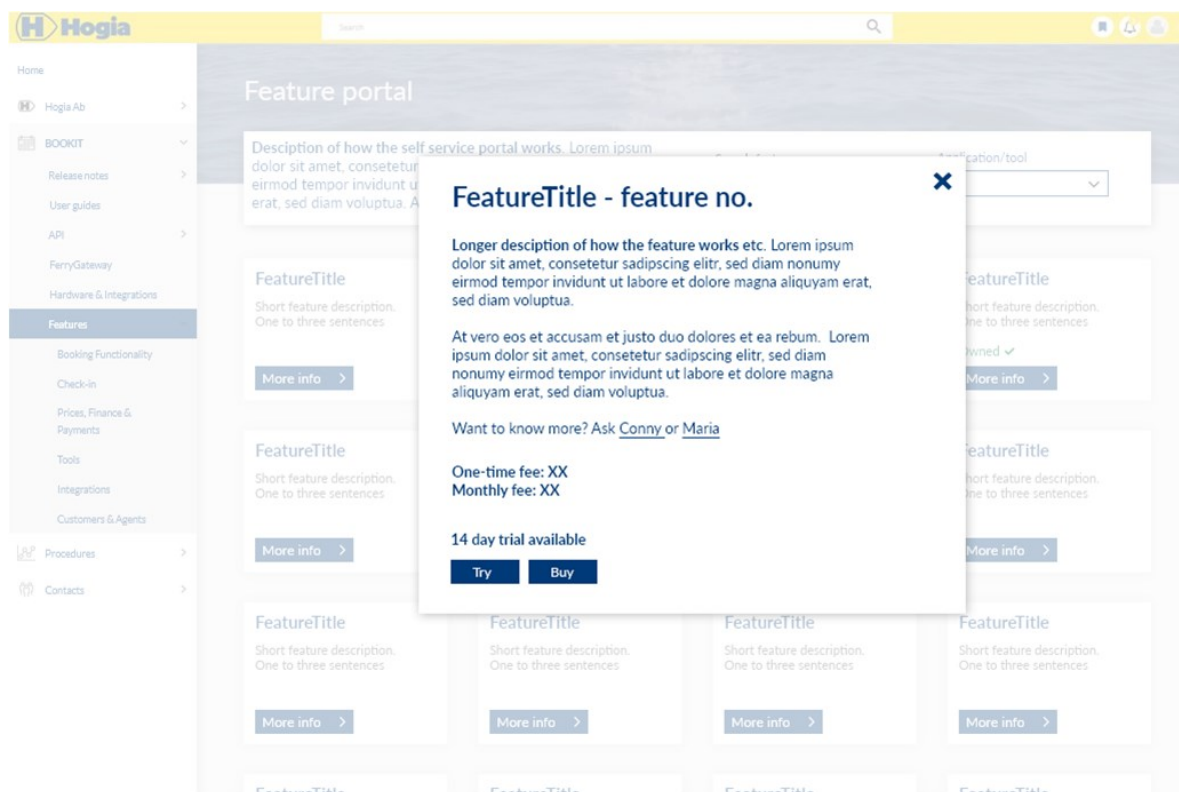 Hogia
Search
Home
Hogia Ab
BOOKIT
Release notes
User guides
API
FerryGateway
Hardware & Integrations
Features
Booking Functionality
Check-in
Prices, Finance &
Payments
Tools
Integrations
Customers & Agents
Procedures
Contacts
Feature portal
Desciption of how the self service portal works. Lorem ipsum
dolor sit amet, consetetur
eirmod tempor invidunt u
erat, sed diam voluptua. A
Application/tool
FeatureTitle - feature no.
Longer desciption of how the feature works etc. Lorem ipsum
dolor sit amet, consetetur sadipscing elitr, sed diam nonumy
eirmod tempor invidunt ut labore et dolore magna aliquyam erat,
sed diam voluptua.
At vero eos et accusam et justo duo dolores et ea rebum. Lorem
ipsum dolor sit amet, consetetur sadipscing elitr, sed diam
nonumy eirmod tempor invidunt ut labore et dolore magna
aliquyam erat, sed diam voluptua.
Want to know more? Ask Conny or Maria
One-time fee: XX
Monthly fee: XX
14 day trial available
Try
Buy
FeatureTitle
Short feature description.
One to three sentences
More info
FeatureTitle
Short feature description.
One to three sentences
Owned
More info
FeatureTitle
Short feature description.
One to three sentences
More info
FeatureTitle
Short feature description.
One to three sentences
More info
FeatureTitle
Short feature description.
One to three sentences
More info
FeatureTitle
Short feature description.
One to three sentences
More info
FeatureTitle
Short feature description.
One to three sentences
More info
FeatureTitle
Short feature description.
One to three sentences
More info
FeatureTitle
FeatureTitle
FeatureTitle
FeatureTitle